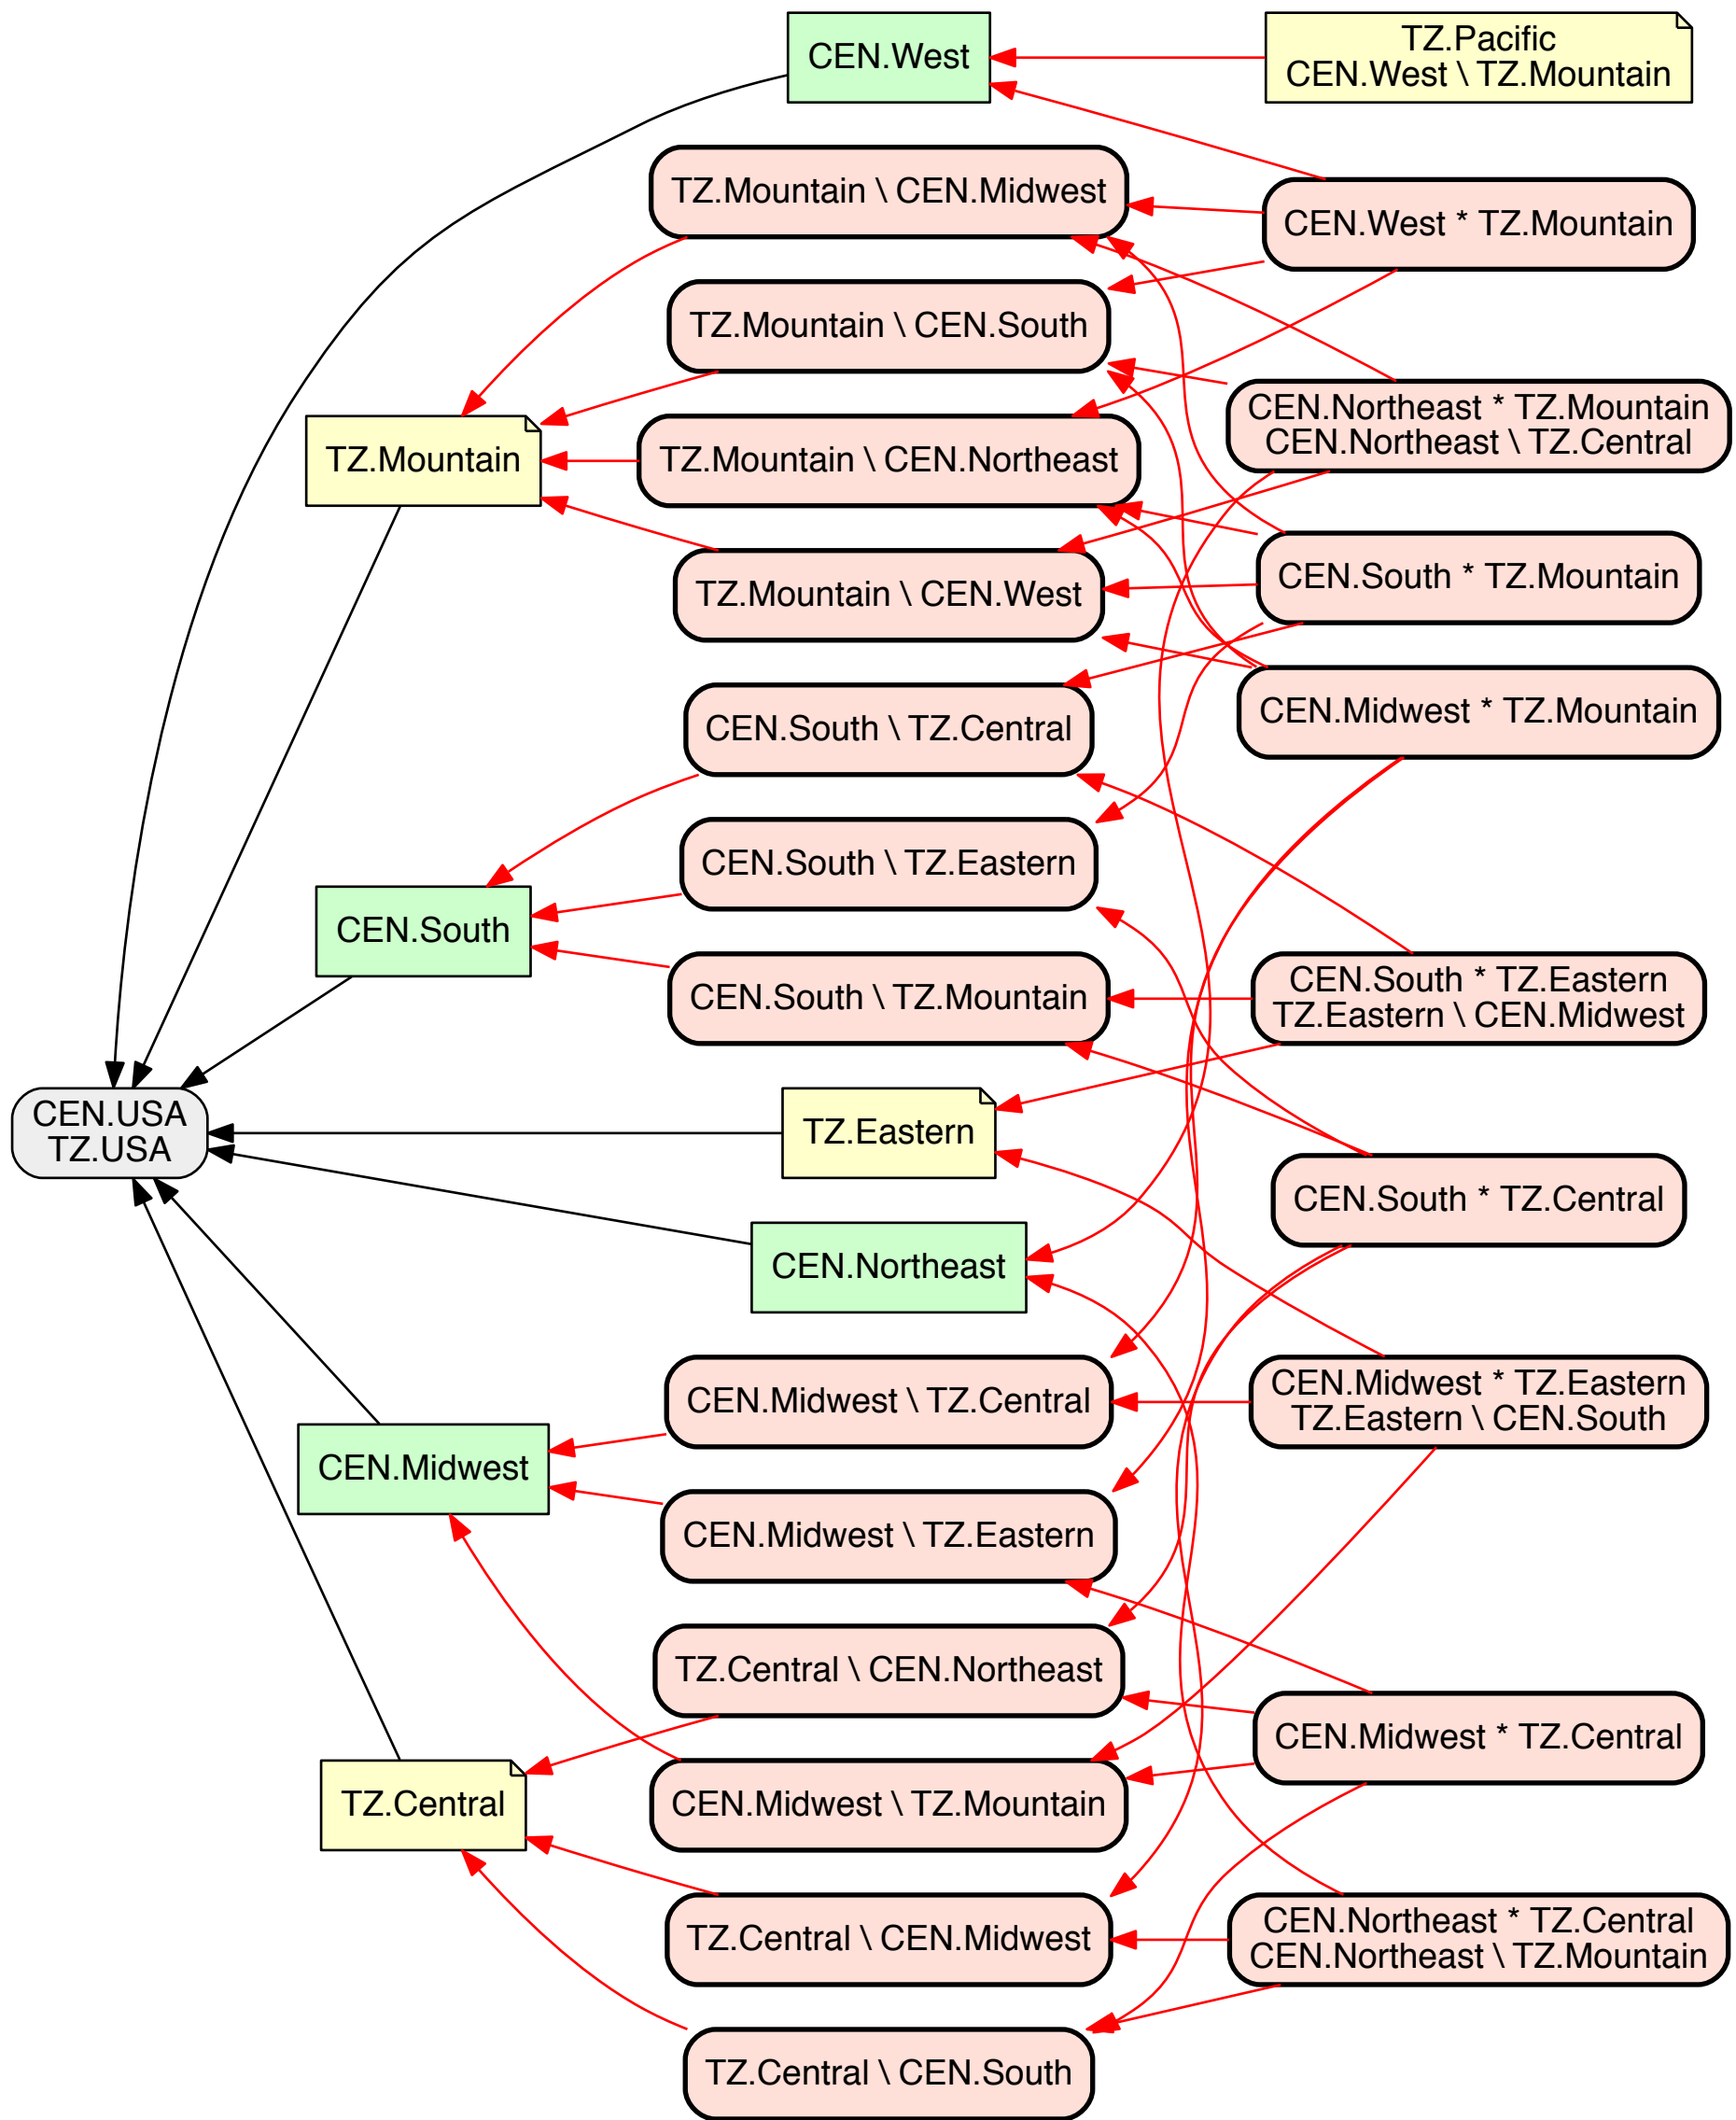 CEN.West
TZ.Pacific
CEN.West \ TZ.Mountain
TZ.Mountain \ CEN.Midwest
CEN.West * TZ.Mountain
TZ.Mountain \ CEN.South
CEN.Northeast * TZ.Mountain
CEN.Northeast \ TZ.Central
TZ.Mountain
TZ.Mountain \ CEN.Northeast
CEN.South * TZ.Mountain
TZ.Mountain \ CEN.West
CEN.Midwest * TZ.Mountain
CEN.South \ TZ.Central
CEN.South \ TZ.Eastern
CEN.South
CEN.South \ TZ.Mountain
CEN.South * TZ.Eastern
TZ.Eastern \ CEN.Midwest
CEN.USA
TZ.USA
TZ.Eastern
CEN.South * TZ.Central
CEN.Northeast
CEN.Midwest \ TZ.Central
CEN.Midwest * TZ.Eastern
TZ.Eastern \ CEN.South
CEN.Midwest
CEN.Midwest \ TZ.Eastern
TZ.Central \ CEN.Northeast
CEN.Midwest * TZ.Central
TZ.Central
CEN.Midwest \ TZ.Mountain
TZ.Central \ CEN.Midwest
CEN.Northeast * TZ.Central
CEN.Northeast \ TZ.Mountain
TZ.Central \ CEN.South